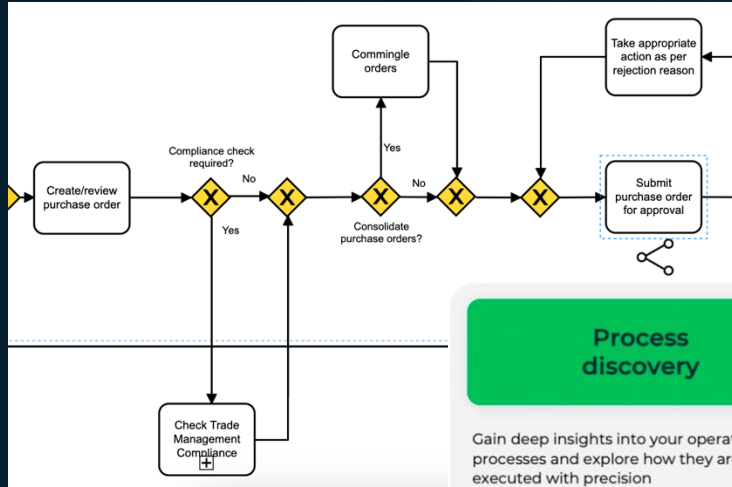 Commingle
orders
Take appropriate
action as per
rejection reason
Compliance check
required?
Create/review
purchase order
No
Yes
Yes
No
Consolidate
purchase orders?
Submit
purchase order
for approval
Check Trade
Management
Compliance
Process
discovery
Gain deep insights into your opera
processes and explore how they ar
executed with precision